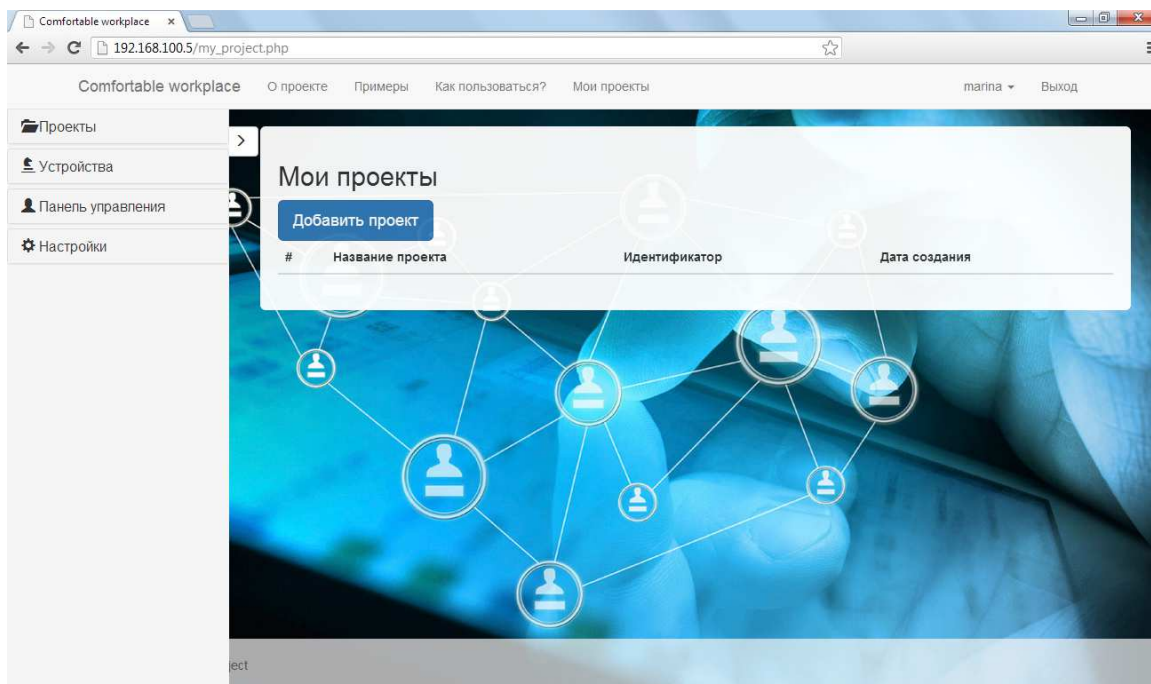 Comfortable workplace
192.168.100.5/my_project.php
Comfortable workplace О проекте Примеры Как пользоваться? Мои проекты marina Выход
Проекты
Устройства
Панель управления
Настройки
Мои проекты
Добавить проект
# Название проекта Идентификатор Дата создания
ject